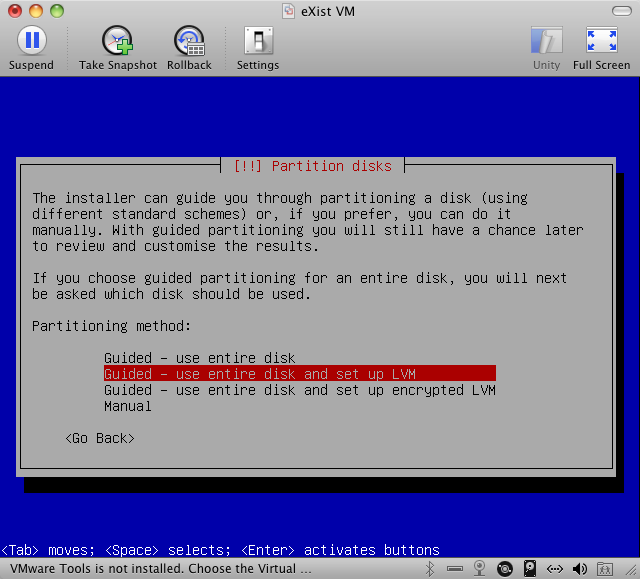 eXist VM
Suspend
Take Snapshot
Rollback
Settings
Unity
Full Screen
[!!] Partition disks
The installer can guide you through partitioning a disk (using
different standard schemes) or, if you prefer, you can do it
manually. With guided partitioning you will still have a chance later
to review and customise the results.
If you choose guided partitioning for an entire disk, you will next
be asked which disk should be used.
Partitioning method:
Guided - use entire disk
Guided - use entire disk and set up LVM
Guided - use entire disk and set up encrypted LVM
Manual
<Go Back>
<Tab> moves; <Space> selects; <Enter> activates buttons
VMware Tools is not installed. Choose the Virtual ...